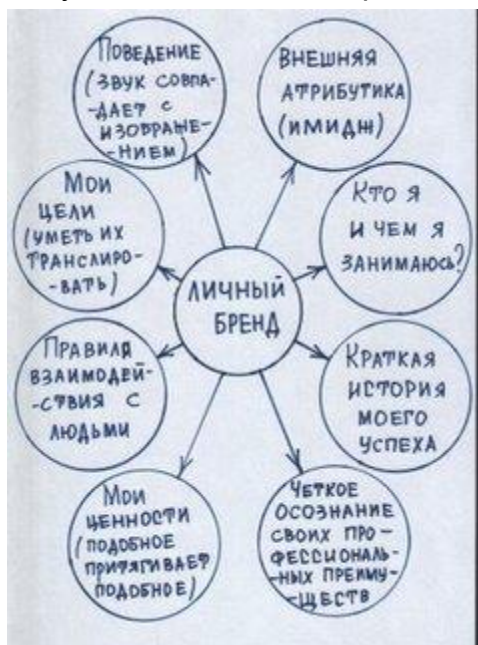 Поведение
(звук совпа-
-дает с
изображе-
-нием)
Внешняя
атрибутика
(имидж)
Мои
цели
(уметь их
транслиро-
-вать)
Кто я
и чем я
занимаюсь?
Личный
бренд
Правила
взаимодей-
-ствия с
людьми
Краткая
история
моего
успеха
Мои
ценности
(подобное
притягивает
подобное)
Четкое
осознание
своих про-
фессиональ-
-ных преиму-
-ществ